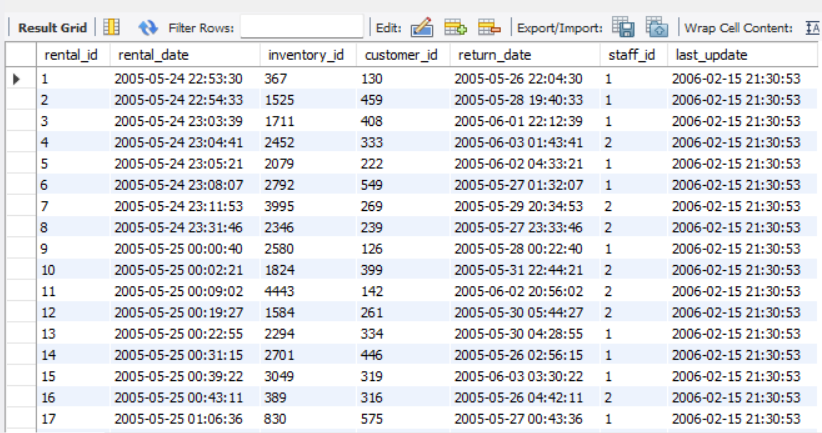 Result Grid Filter Rows: Edit: Export/Import: Wrap Cell Content: IA
rental_id rental_date inventory_id customer_id return_date staff_id last_update
1 2005-05-24 22:53:30 367 130 2005-05-26 22:04:30 1 2006-02-15 21:30:53
2 2005-05-24 22:54:33 1525 459 2005-05-28 19:40:33 1 2006-02-15 21:30:53
3 2005-05-24 23:03:39 1711 408 2005-06-01 22:12:39 1 2006-02-15 21:30:53
4 2005-05-24 23:04:41 2452 333 2005-06-03 01:43:41 2 2006-02-15 21:30:53
5 2005-05-24 23:05:21 2079 222 2005-06-02 04:33:21 1 2006-02-15 21:30:53
6 2005-05-24 23:08:07 2792 549 2005-05-27 01:32:07 1 2006-02-15 21:30:53
7 2005-05-24 23:11:53 3995 269 2005-05-29 20:34:53 2 2006-02-15 21:30:53
8 2005-05-24 23:31:46 2346 239 2005-05-27 23:33:46 2 2006-02-15 21:30:53
9 2005-05-25 00:00:40 2580 126 2005-05-28 00:22:40 1 2006-02-15 21:30:53
10 2005-05-25 00:02:21 1824 399 2005-05-31 22:44:21 2 2006-02-15 21:30:53
11 2005-05-25 00:09:02 4443 142 2005-06-02 20:56:02 2 2006-02-15 21:30:53
12 2005-05-25 00:19:27 1584 261 2005-05-30 05:44:27 2 2006-02-15 21:30:53
13 2005-05-25 00:22:55 2294 334 2005-05-30 04:28:55 1 2006-02-15 21:30:53
14 2005-05-25 00:31:15 2701 446 2005-05-26 02:56:15 1 2006-02-15 21:30:53
15 2005-05-25 00:39:22 3049 319 2005-06-03 03:30:22 1 2006-02-15 21:30:53
16 2005-05-25 00:43:11 389 316 2005-05-26 04:42:11 2 2006-02-15 21:30:53
17 2005-05-25 01:06:36 830 575 2005-05-27 00:43:36 1 2006-02-15 21:30:53